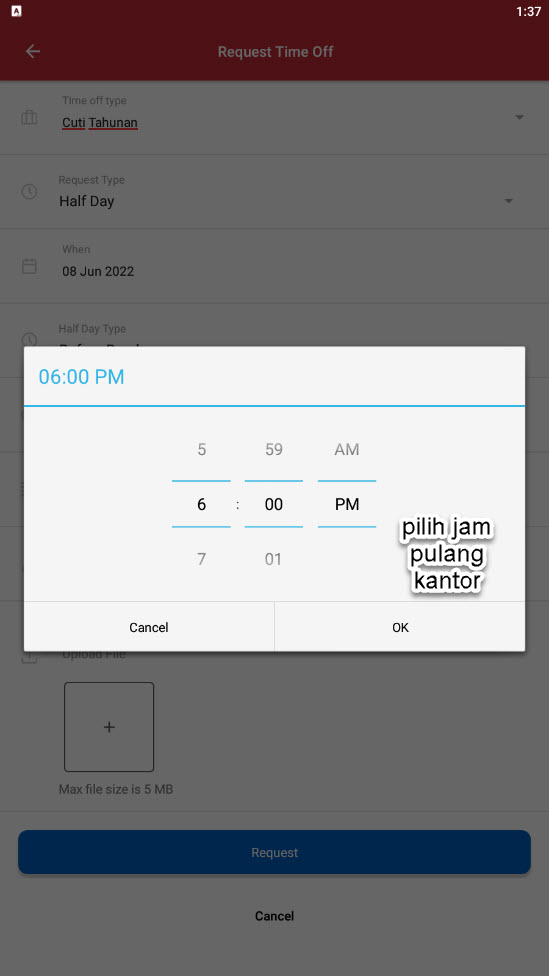 A
1:37
Request Time Off
Time off type
Cuti Tahunan
Request Type
Half Day
When
08 Jun 2022
Half Day Type
06:00 PM
5 59 AM
6 : 00 PM
7 01
pilih jam
pulang
kantor
Cancel OK
Upload File
+
Max file size is 5 MB
Request
Cancel